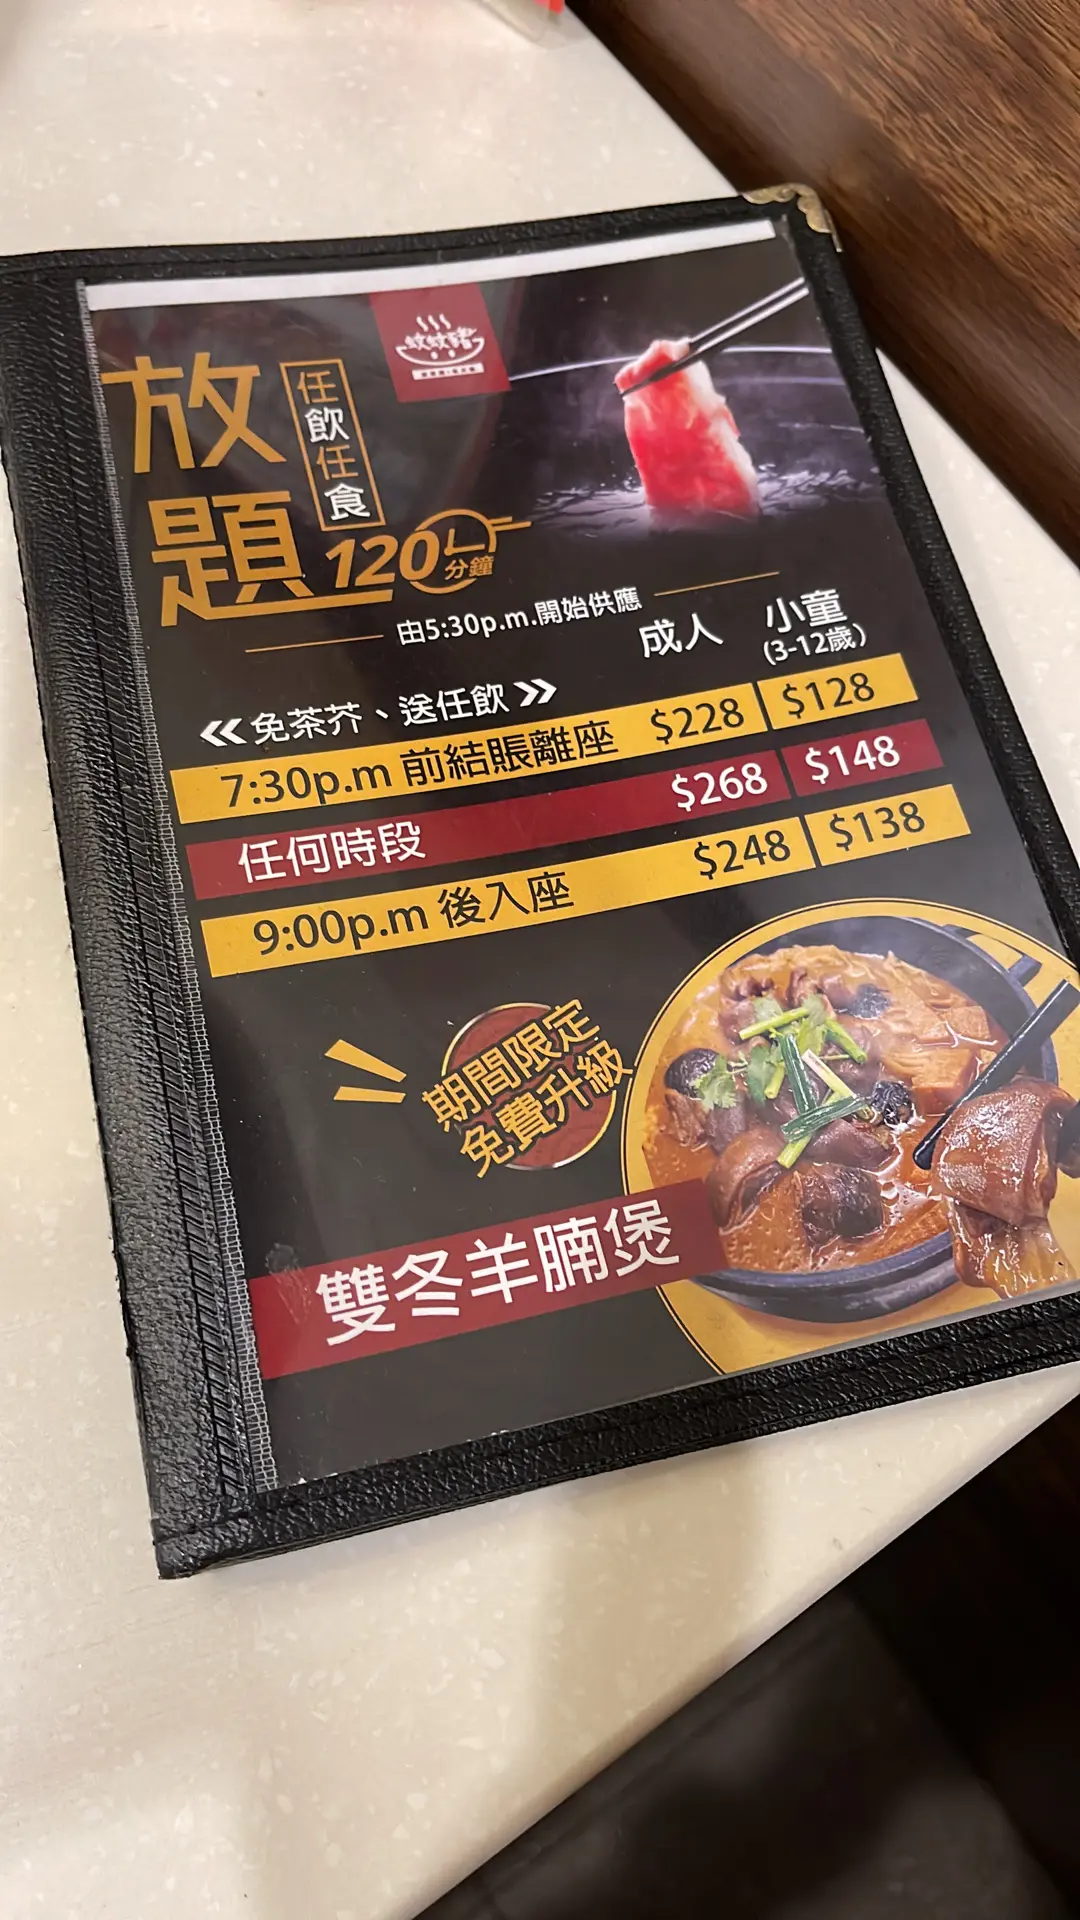 蚊蚊豬
放題
任飲任食
120分鐘
由5:30p.m.開始供應
成人 小童
(3-12歲)
《《免茶芥、送任飲》》
7:30p.m 前結賬離座 $228 $128
任何時段 $268 $148
9:00p.m 後入座 $248 $138
期間限定
免費升級
雙冬羊腩煲